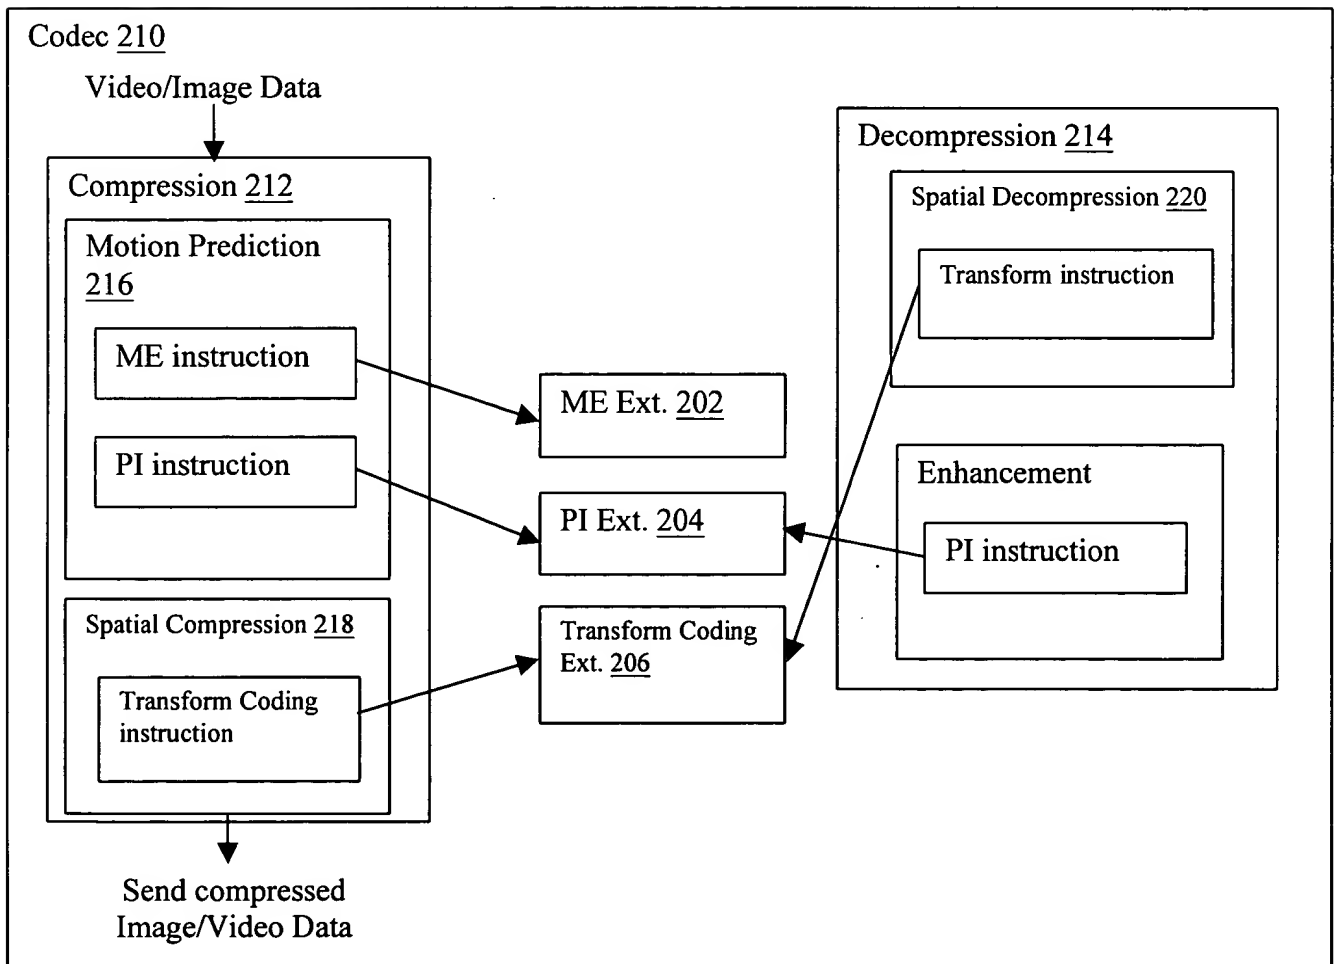 Codec 210
Video/Image Data
Compression 212
Motion Prediction
216
ME instruction
PI instruction
Spatial Compression 218
Transform Coding
instruction
Send compressed
Image/Video Data
ME Ext. 202
PI Ext. 204
Transform Coding
Ext. 206
Decompression 214
Spatial Decompression 220
Transform instruction
Enhancement
PI instruction